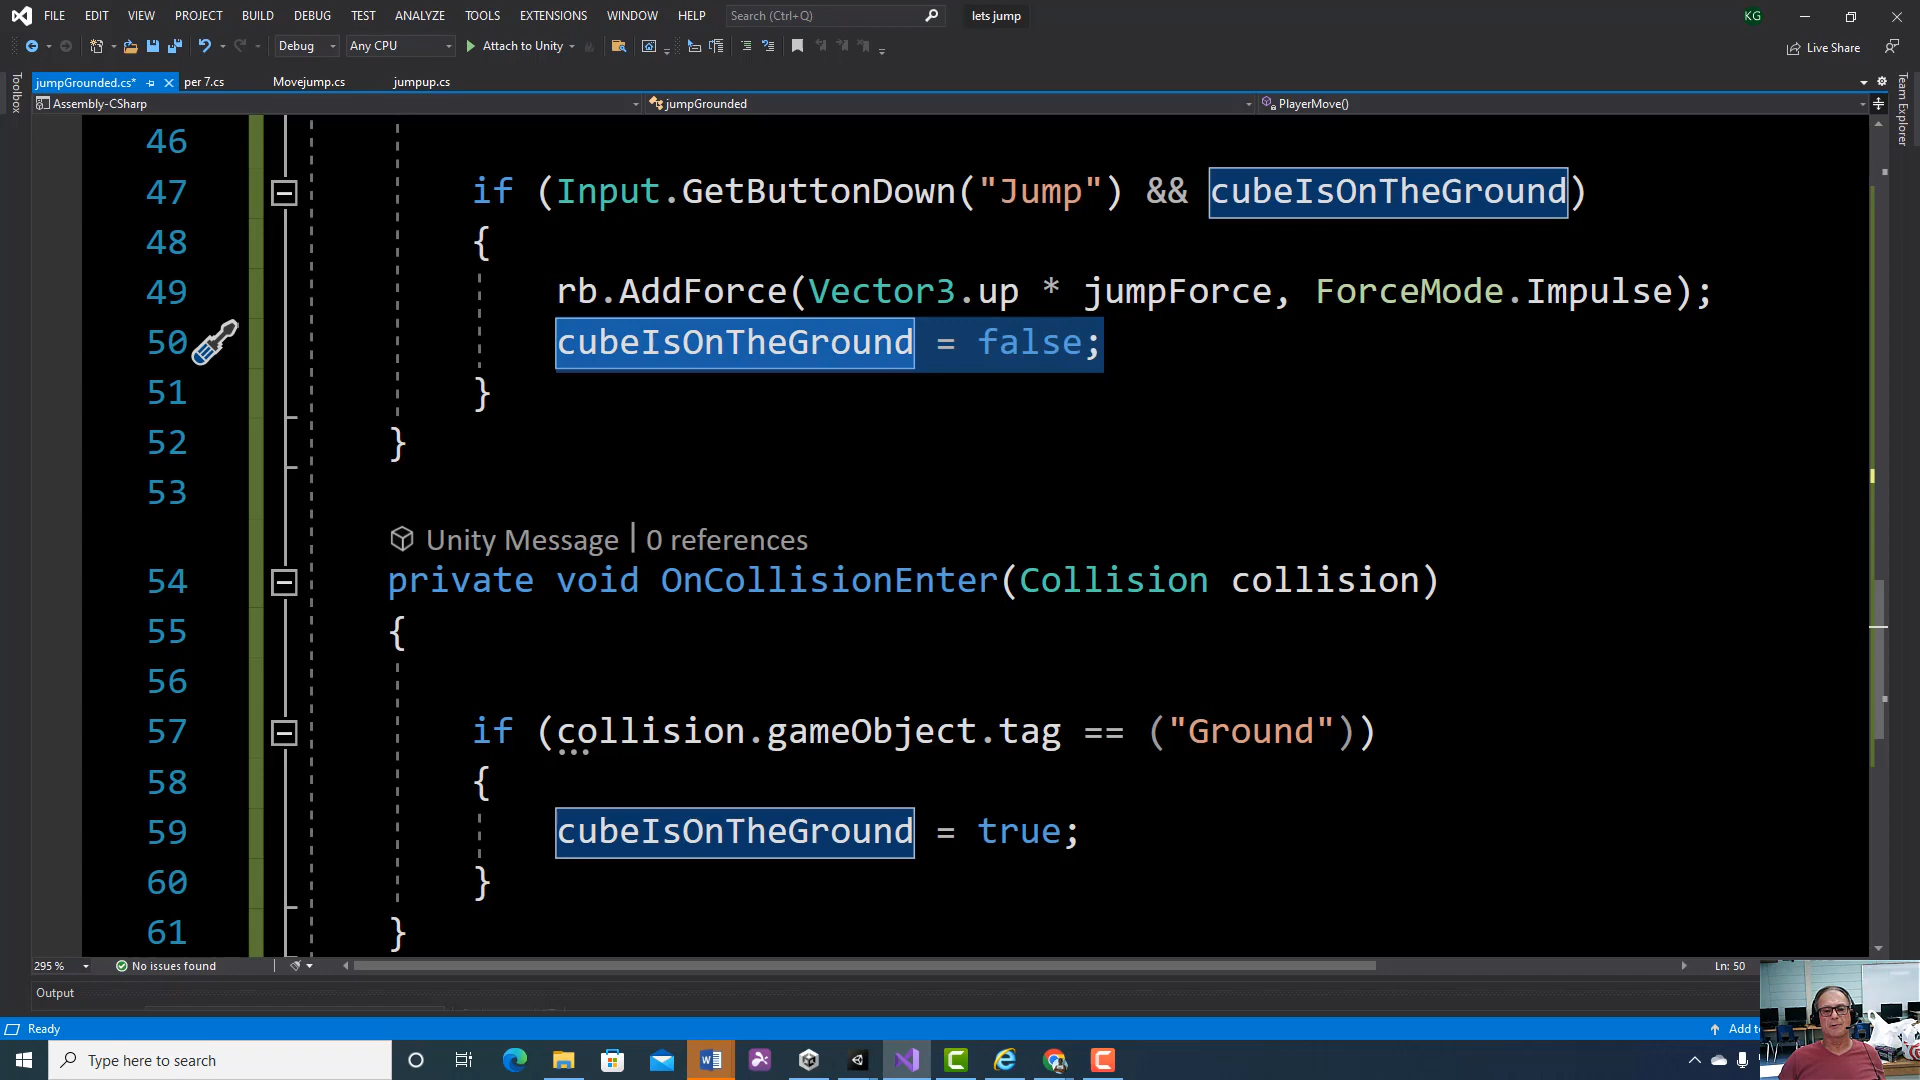 FILE EDIT VIEW PROJECT BUILD DEBUG TEST ANALYZE TOOLS EXTENSIONS WINDOW HELP Search (Ctrl+Q) lets jump KG
Debug Any CPU Attach to Unity Live Share
jumpGrounded.cs* per 7.cs Movejump.cs jumpup.cs
Assembly-CSharp jumpGrounded PlayerMove()
Toolbox
Team Explorer
46
47 if (Input.GetButtonDown("Jump") && cubeIsOnTheGround)
48 {
49 rb.AddForce(Vector3.up * jumpForce, ForceMode.Impulse);
50 cubeIsOnTheGround = false;
51 }
52 }
53
Unity Message | 0 references
54 private void OnCollisionEnter(Collision collision)
55 {
56
57 if (collision.gameObject.tag == ("Ground"))
58 {
59 cubeIsOnTheGround = true;
60 }
61 }
295 % No issues found Ln: 50
Output
Ready Add to
Type here to search